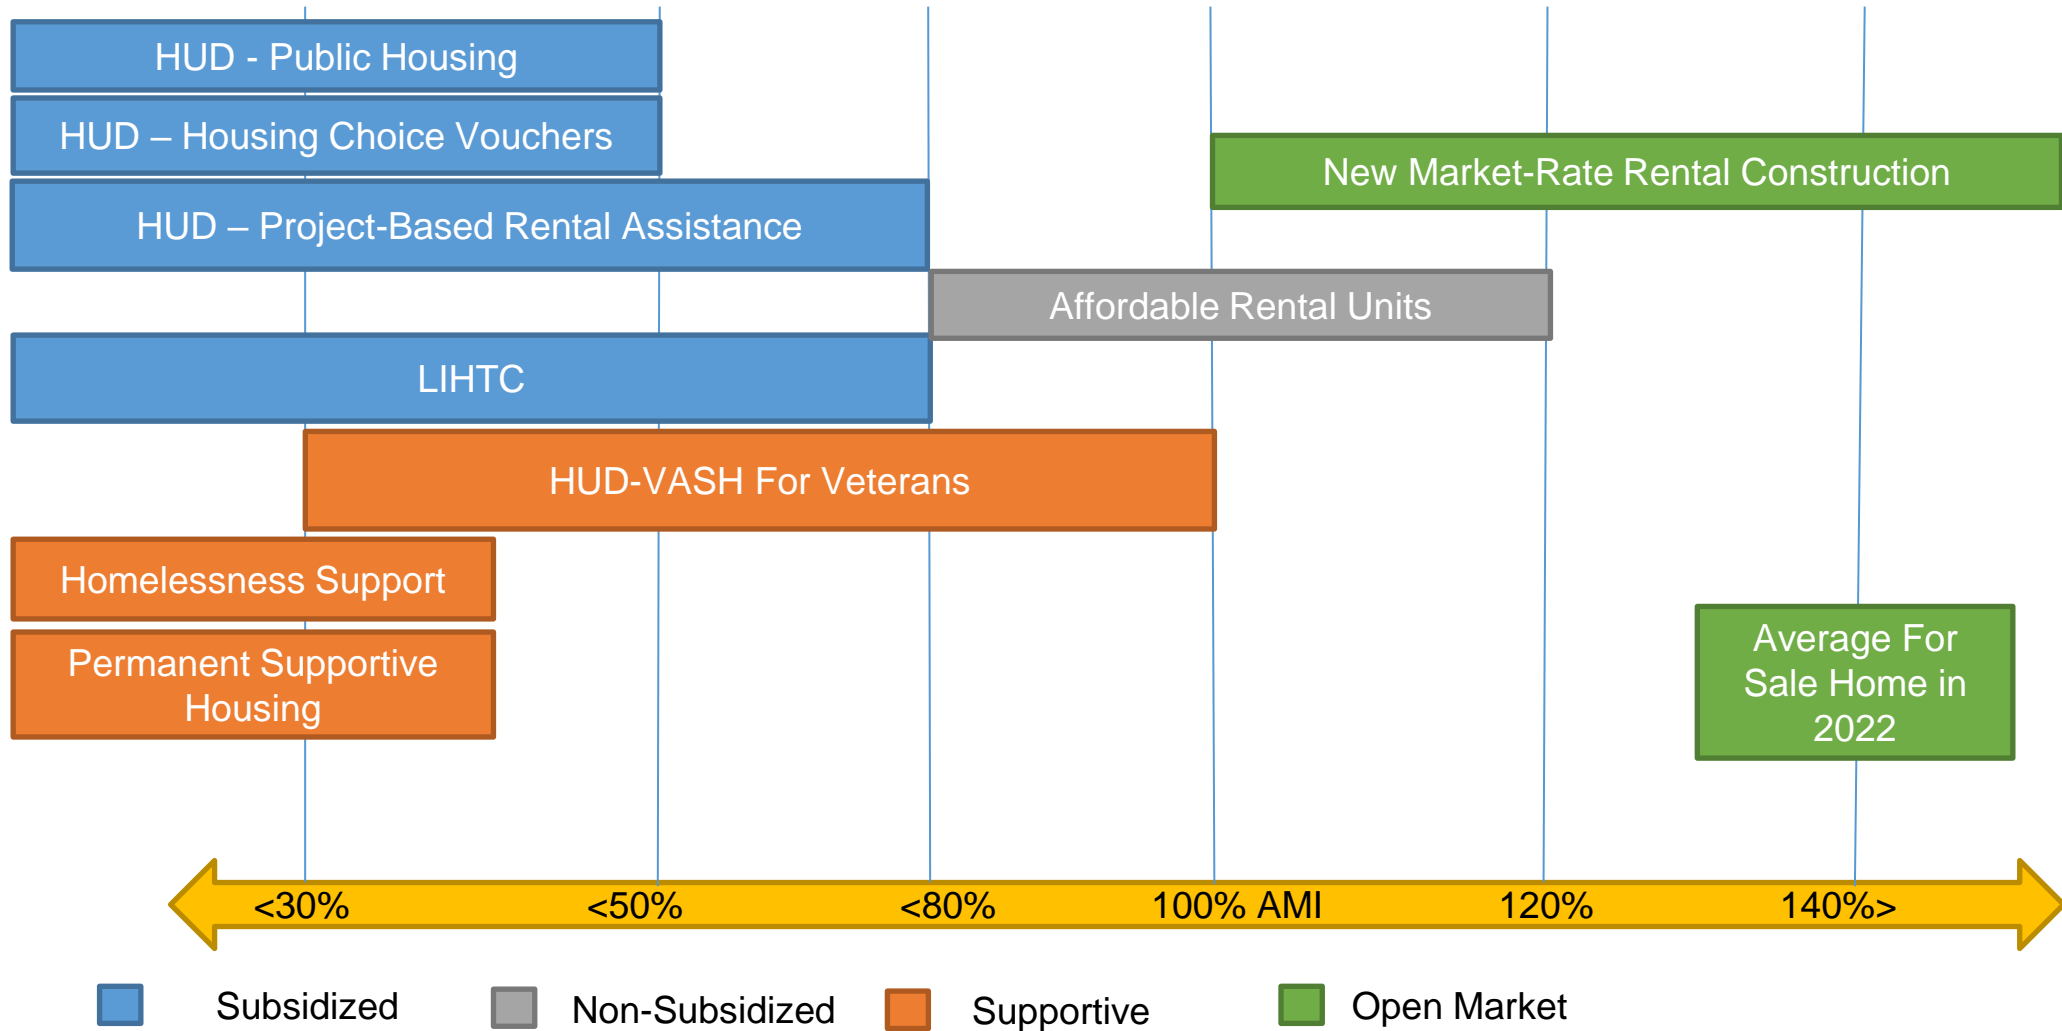 HUD - Public Housing
HUD – Housing Choice Vouchers
New Market-Rate Rental Construction
HUD – Project-Based Rental Assistance
Affordable Rental Units
LIHTC
HUD-VASH For Veterans
Homelessness Support
Permanent Supportive
Housing
Average For
Sale Home in
2022
<30% <50% <80% 100% AMI 120% 140%>
Subsidized Non-Subsidized Supportive Open Market